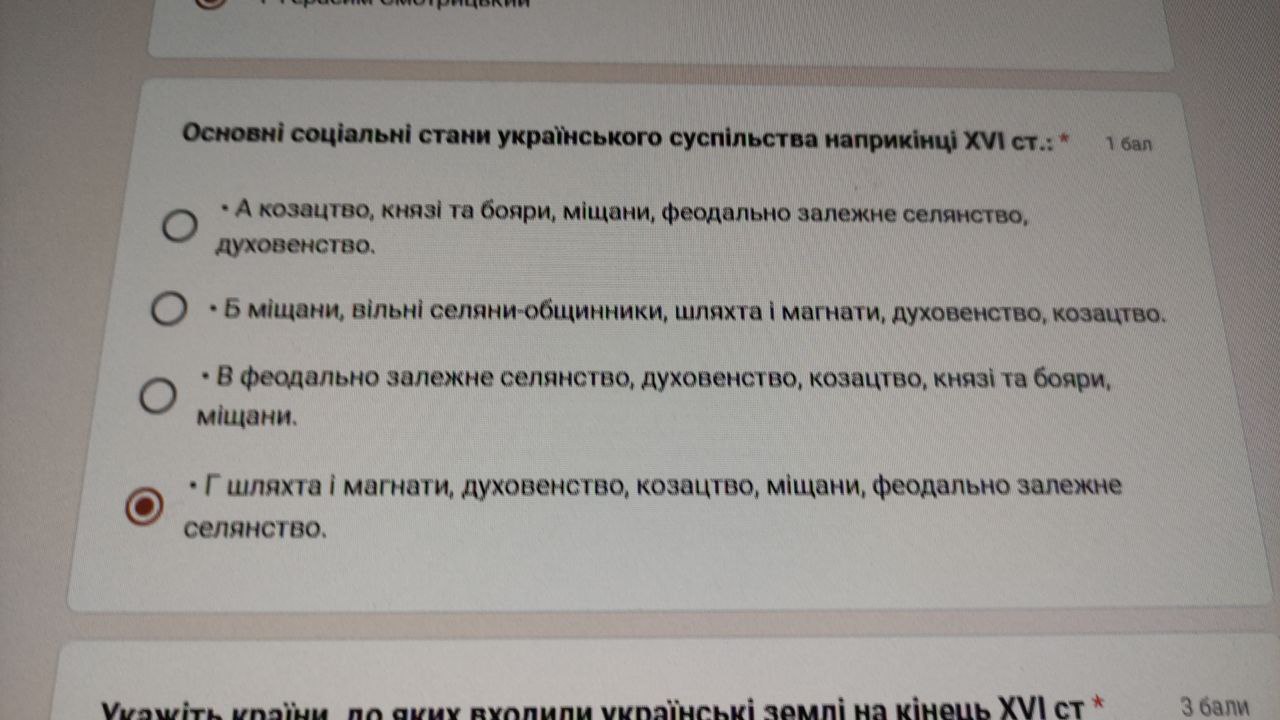 Герасим Смотрицький
Основні соціальні стани українського суспільства наприкінці XVI ст.: * 1 бал
• А козацтво, князі та бояри, міщани, феодально залежне селянство,
духовенство.
• Б міщани, вільні селяни-общинники, шляхта і магнати, духовенство, козацтво.
• В феодально залежне селянство, духовенство, козацтво, князі та бояри,
міщани.
• Г шляхта і магнати, духовенство, козацтво, міщани, феодально залежне
селянство.
Укажіть країни, до яких входили українські землі на кінець XVI ст * 3 бали